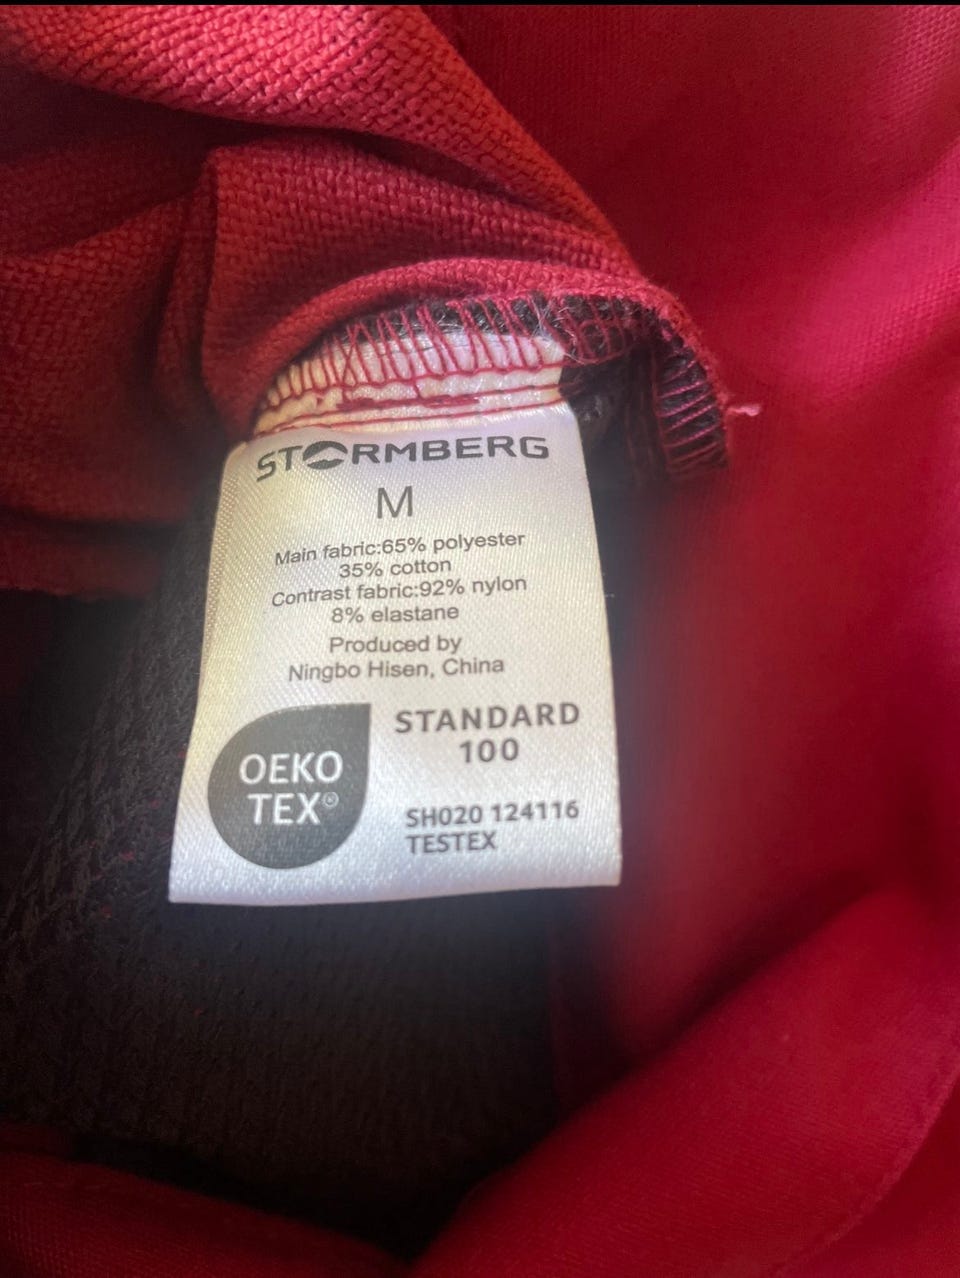 STORMBERG
M
Main fabric:65% polyester
35% cotton
Contrast fabric:92% nylon
8% elastane
Produced by
Ningbo Hisen, China
OEKO
TEX®
STANDARD
100
SH020 124116
TESTEX